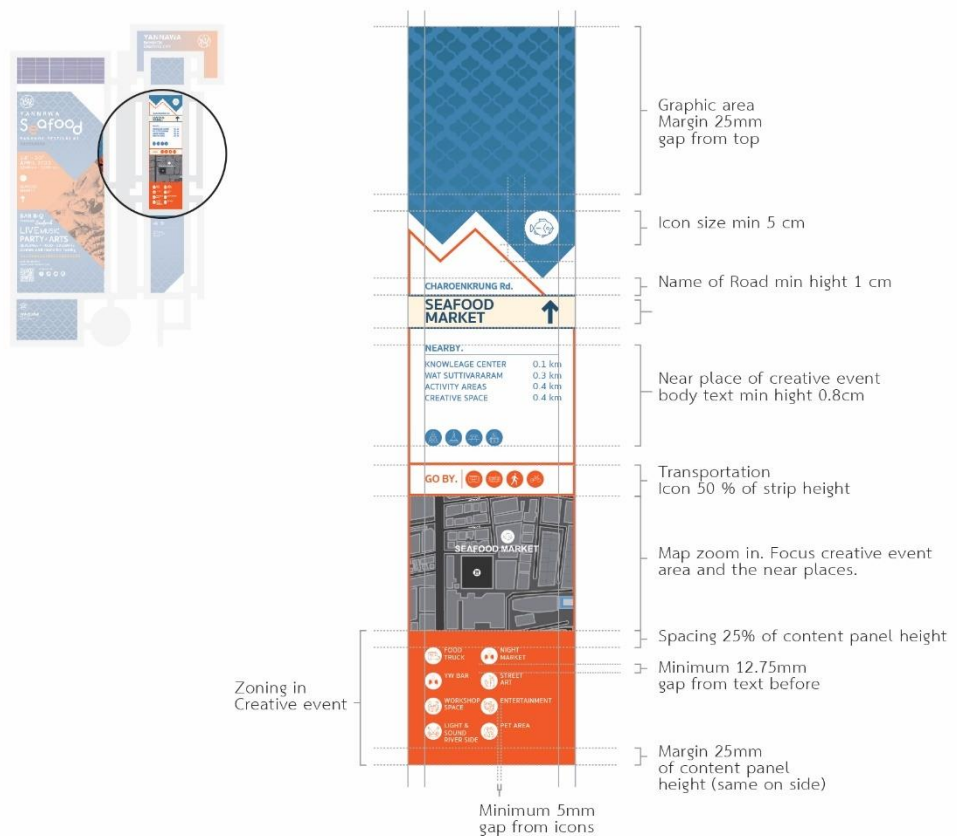 YANNAWA
YANNAWA
Seafood
LIVE MUSIC
PARTY + ARTS
Graphic area
Margin 25mm
gap from top
Icon size min 5 cm
Name of Road min hight 1 cm
CHAROENKRUNG Rd.
SEAFOOD
MARKET
NEARBY.
KNOWLEAGE CENTER 0.1 km
WAT SUTTIVARARAM 0.3 km
ACTIVITY AREAS 0.4 km
CREATIVE SPACE 0.4 km
Near place of creative event
body text min hight 0.8cm
GO BY.
Transportation
Icon 50 % of strip height
SEAFOOD MARKET
Map zoom in. Focus creative event
area and the near places.
Spacing 25% of content panel height
FOOD
TRUCK
NIGHT
MARKET
Minimum 12.75mm
gap from text before
BAR
STREET
ART
Zoning in
Creative event
WORKSHOP
SPACE
ENTERTAINMENT
LIGHT &
SOUND
RIVER SIDE
PET AREA
Margin 25mm
of content panel
height (same on side)
Minimum 5mm
gap from icons